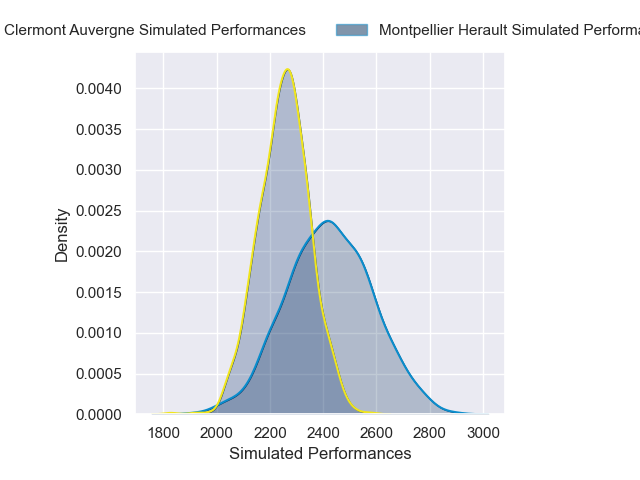 Clermont Auvergne Simulated Performances
Montpellier Herault Simulated Performa
0.0040
0.0035
0.0030
0.0025
0.0020
0.0015
0.0010
0.0005
0.0000
Density
1800 2000 2200 2400 2600 2800 3000
Simulated Performances